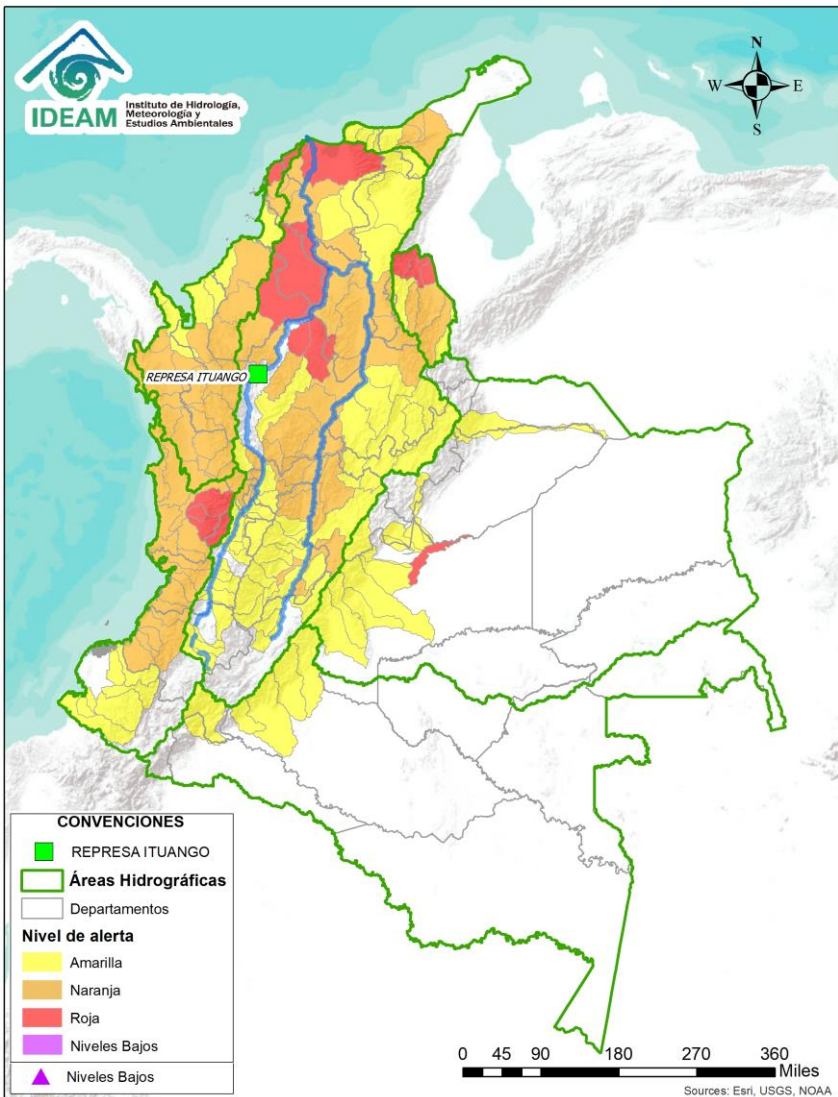 IDEAM
Instituto de Hidrología,
Meteorología y
Estudios Ambientales
N
W
E
S
REPRESA ITUANGO
CONVENCIONES
REPRESA ITUANGO
Áreas Hidrográficas
Departamentos
Nivel de alerta
Amarilla
Naranja
Roja
Niveles Bajos
Niveles Bajos
0 45 90 180 270 360
Miles
Sources: Esri, USGS, NOAA